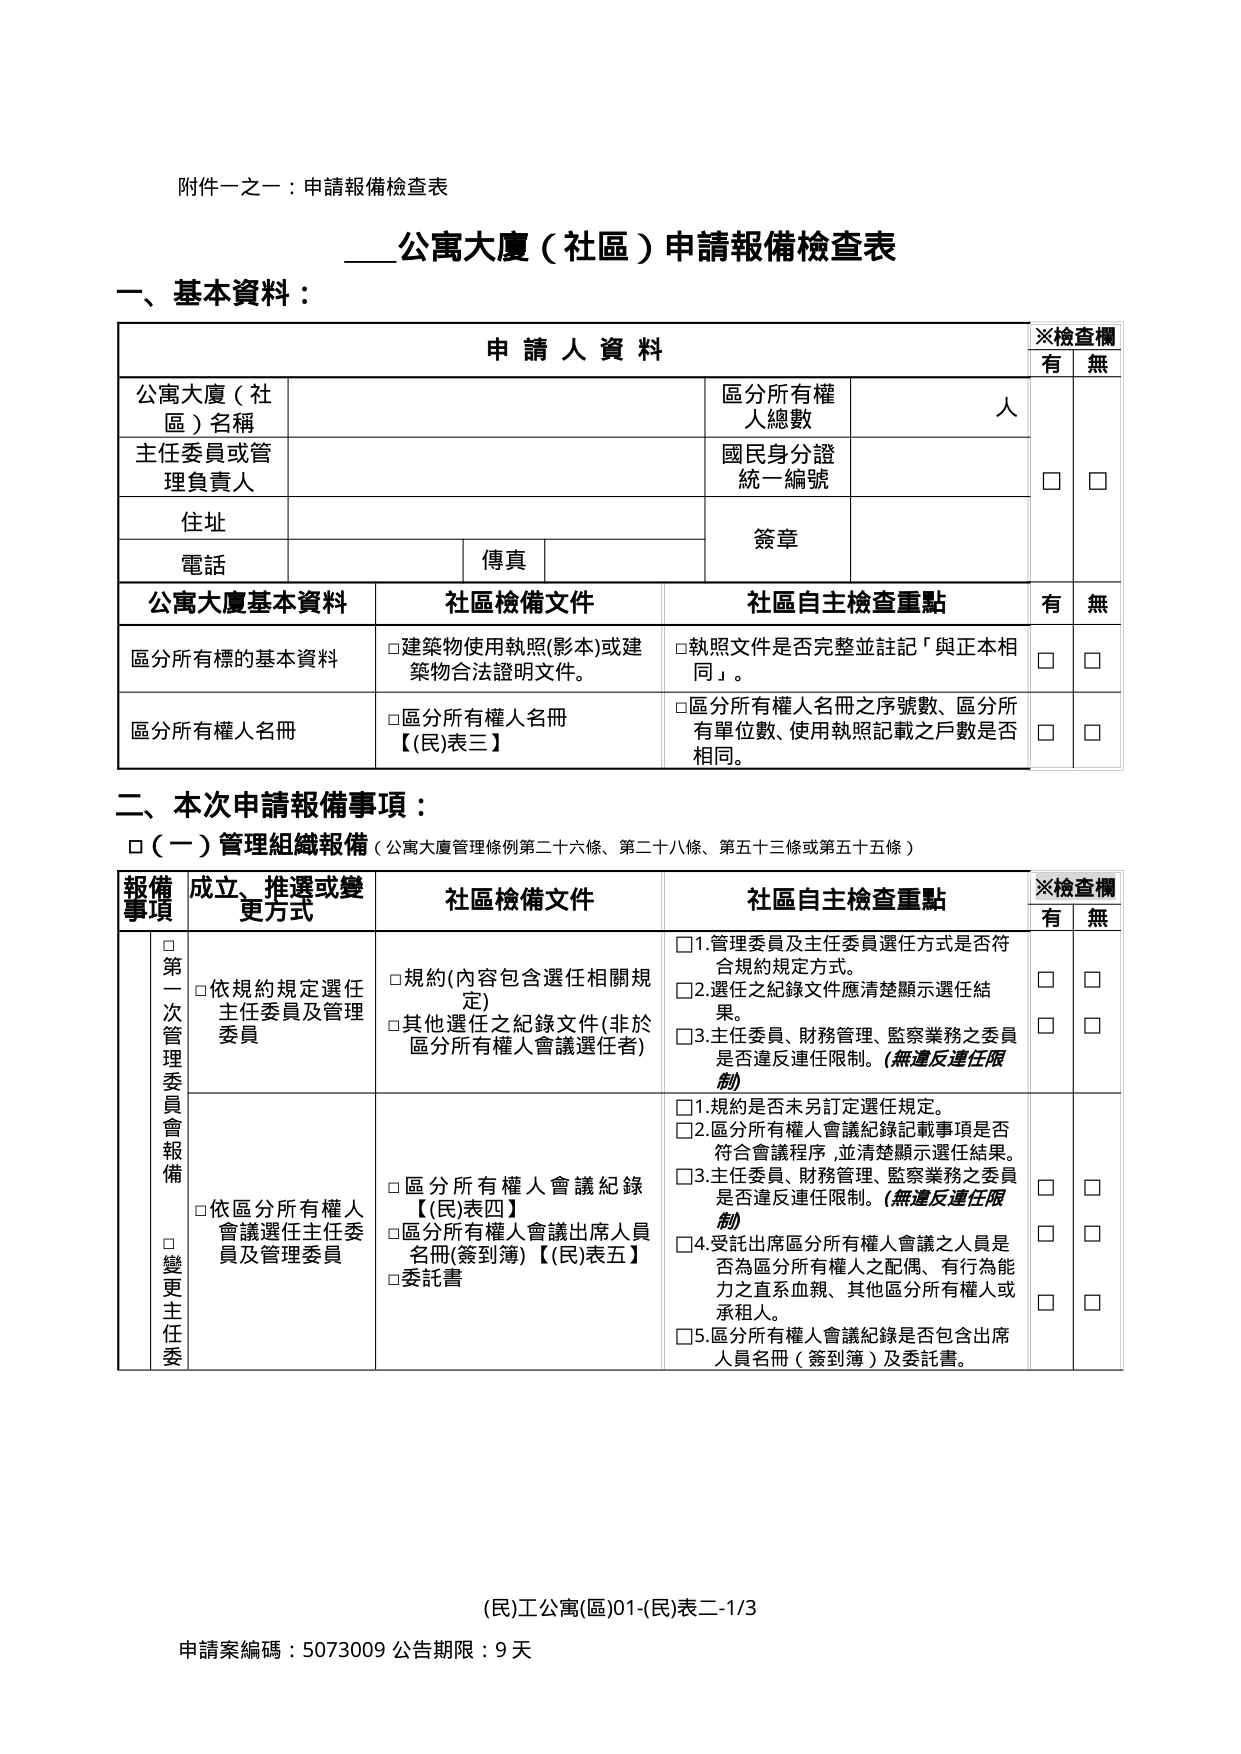 附件一之一：申請報備檢查表
___公寓大廈（社區）申請報備檢查表
一、基本資料：
申 請 人 資 料
※檢查欄
有 無
公寓大廈（社
區）名稱
區分所有權
人總數
人
主任委員或管
理負責人
國民身分證
統一編號
□ □
住址
簽章
電話
傳真
公寓大廈基本資料 社區檢備文件 社區自主檢查重點 有 無
區分所有標的基本資料
□建築物使用執照(影本)或建
築物合法證明文件。
□執照文件是否完整並註記「與正本相
同」。
□ □
區分所有權人名冊
□區分所有權人名冊
【(民)表三】
□區分所有權人名冊之序號數、區分所
有單位數、使用執照記載之戶數是否
相同。
□ □
二、本次申請報備事項：
□（一）管理組織報備（公寓大廈管理條例第二十六條、第二十八條、第五十三條或第五十五條）
報備
事項
成立、推選或變
更方式
社區檢備文件
社區自主檢查重點
※檢查欄
有 無
□
第
一
次
管
理
委
員
會
報
備
□
變
更
主
任
委
□依規約規定選任
主任委員及管理
委員
□規約(內容包含選任相關規
定)
□其他選任之紀錄文件(非於
區分所有權人會議選任者)
□1.管理委員及主任委員選任方式是否符
合規約規定方式。
□2.選任之紀錄文件應清楚顯示選任結
果。
□3.主任委員、財務管理、監察業務之委員
是否違反連任限制。(無違反連任限
制)
□ □
□ □
□依區分所有權人
會議選任主任委
員及管理委員
□區分所有權人會議紀錄
【(民)表四】
□區分所有權人會議出席人員
名冊(簽到簿)【(民)表五】
□委託書
□1.規約是否未另訂定選任規定。
□2.區分所有權人會議紀錄記載事項是否
符合會議程序,並清楚顯示選任結果。
□3.主任委員、財務管理、監察業務之委員
是否違反連任限制。(無違反連任限
制)
□4.受託出席區分所有權人會議之人員是
否為區分所有權人之配偶、有行為能
力之直系血親、其他區分所有權人或
承租人。
□5.區分所有權人會議紀錄是否包含出席
人員名冊（簽到簿）及委託書。
□ □
□ □
□ □
(民)工公寓(區)01-(民)表二-1/3
申請案編碼：5073009 公告期限：9 天